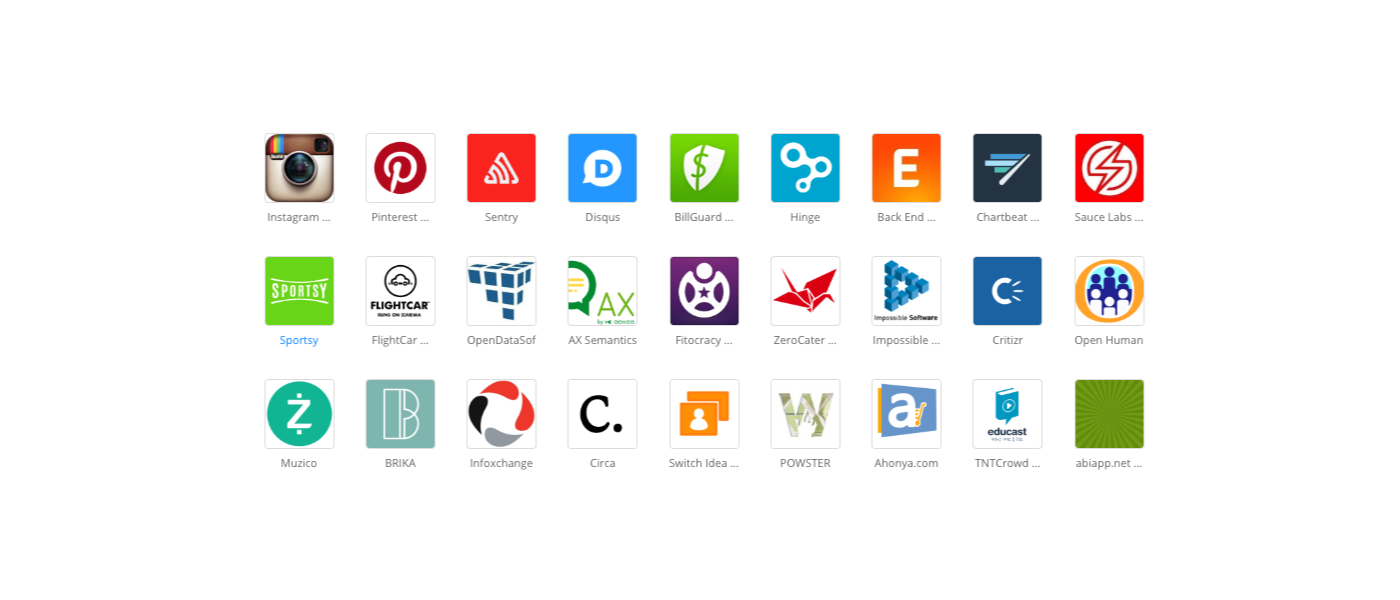 Instagram ...
Pinterest ...
D
Sentry
Disqus
BillGuard ...
Hinge
E
Back End ...
Chartbeat ...
Sauce Labs ...
SPORTSY
Sportsy
FLIGHTCAR
FlightCar ...
OpenDataSof
AX
AX Semantics
Fitocracy ...
ZeroCater ...
Impossible Software
Impossible ...
Critizr
Open Human
Muzico
B
BRIKA
Infoxchange
C.
Circa
Switch Idea ...
W
POWSTER
a
Ahonya.com
educast
TNTCrowd ...
abiapp.net ...